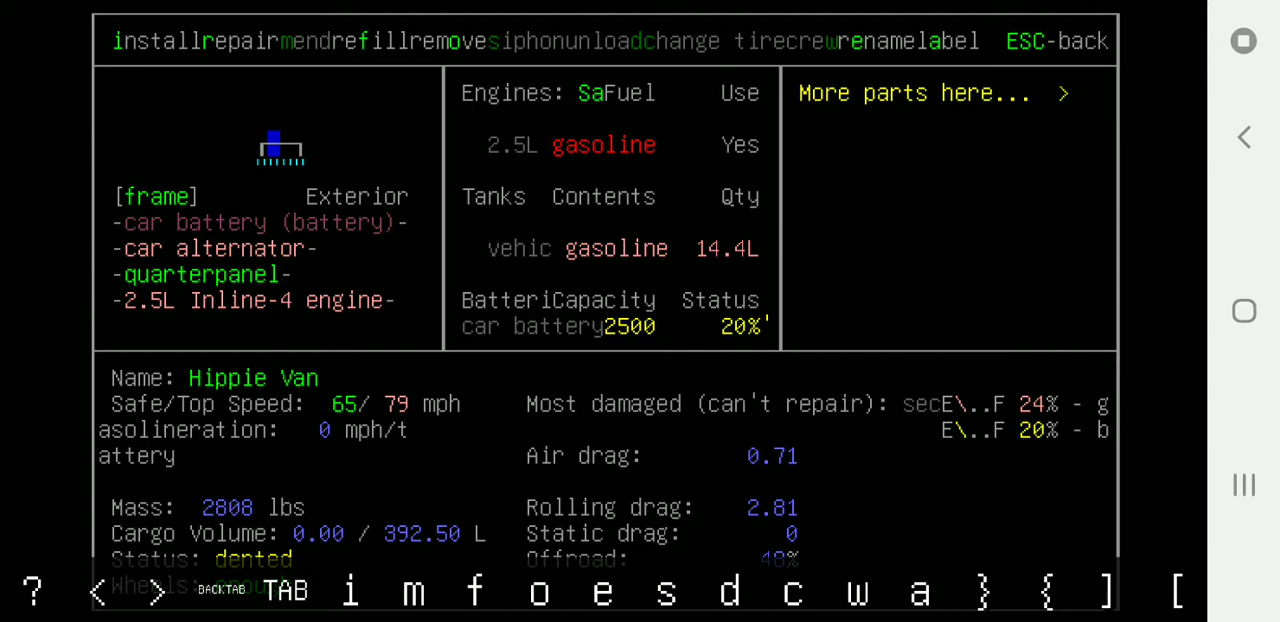 installrepairmendrefillremovesiphonunloadchange tirecrewrenamelabel ESC-back
Engines: SaFuel Use
2.5L gasoline Yes
Tanks Contents Qty
vehic gasoline 14.4L
BatteriCapacity Status
car battery2500 20%'
More parts here... >
[frame] Exterior
-car battery (battery)-
-car alternator-
-quarterpanel-
-2.5L Inline-4 engine-
Name: Hippie Van
Safe/Top Speed: 65/ 79 mph Most damaged (can't repair): secE\..F 24% - g
asolineration: 0 mph/t E\..F 20% - b
attery Air drag: 0.71
Mass: 2808 lbs Rolling drag: 2.81
Cargo Volume: 0.00 / 392.50 L Static drag: 0
Status: dented Offroad: 48%
Wheels:
? < > BACKTAB TAB i m f o e s d c w a } { ] [